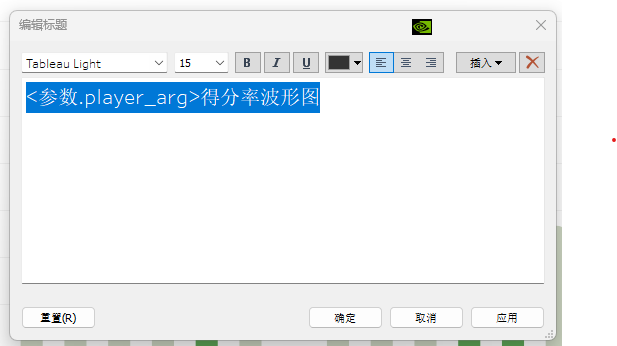 编辑标题
Tableau Light
15
B
I
U
插入
<参数.player_arg>得分率波形图
重置(R)
确定
取消
应用